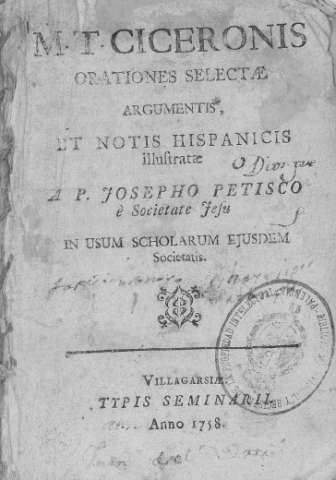 M. T. CICERONIS
ORATIONES SELECTÆ
ARGUMENTIS,
ET NOTIS HISPANICIS
illustratæ
A P. JOSEPHO PETISCO
è Societate Jesu
IN USUM SCHOLARUM EJUSDEM
Societatis.
VILLAGARSIÆ
TYPIS SEMINARII.
Anno 1758.